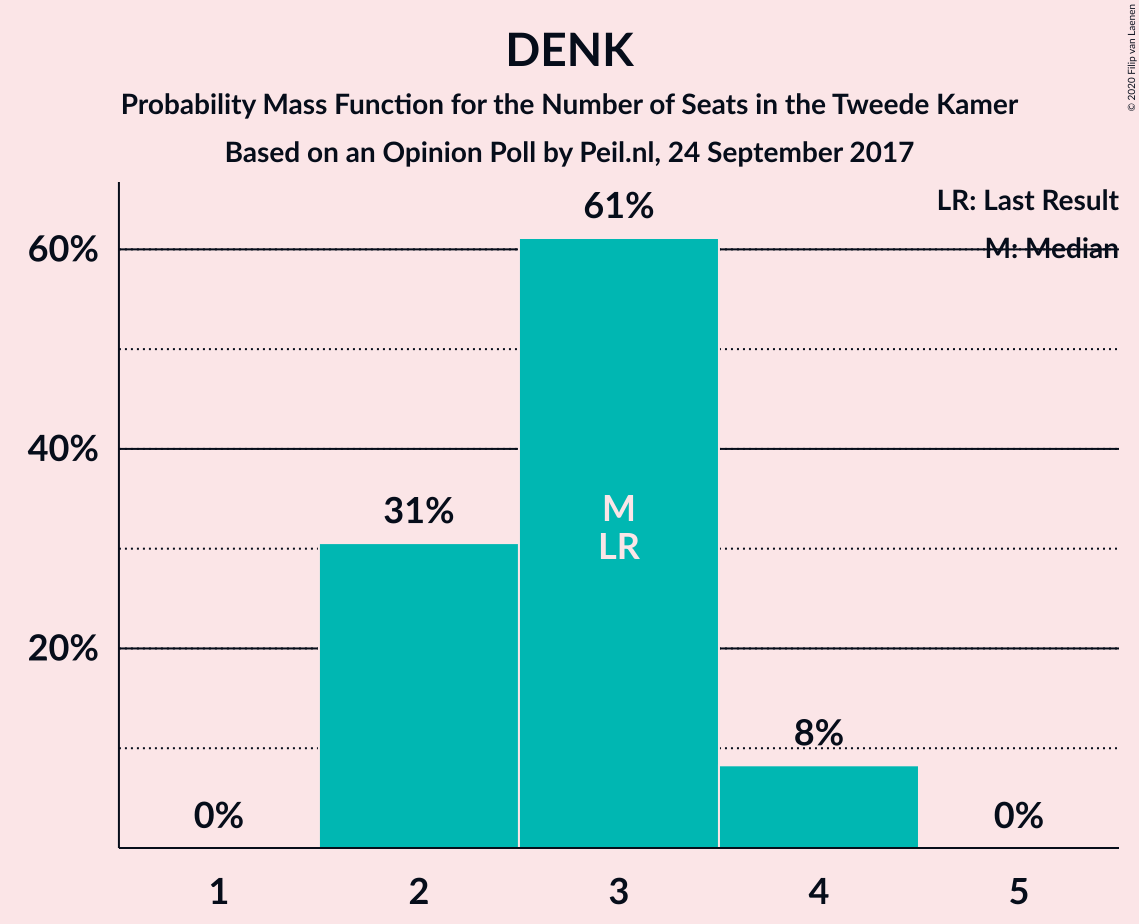 DENK
Probability Mass Function for the Number of Seats in the Tweede Kamer
Based on an Opinion Poll by Peil.nl, 24 September 2017
© 2020 Filip van Laenen
LR: Last Result
M: Median
60%
40%
20%
0%
31%
61%
8%
0%
M
LR
1
2
3
4
5